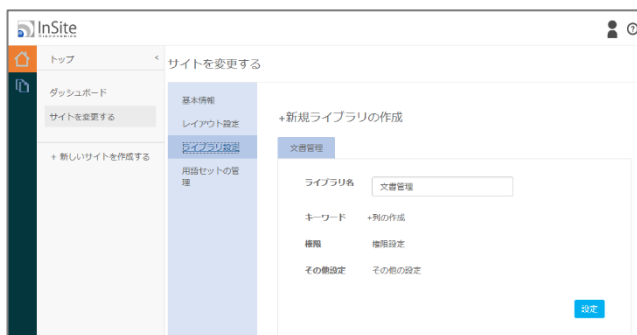 InSite
トップ
ダッシュボード
サイトを変更する
+ 新しいサイトを作成する
サイトを変更する
基本情報
レイアウト設定
ライブラリ設定
用語セットの管
理
+新規ライブラリの作成
文書管理
ライブラリ名 文書管理
キーワード +列の作成
権限 権限設定
その他設定 その他の設定
設定